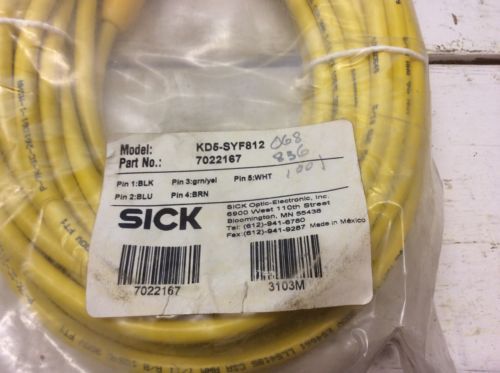 Model: KD5-SYF812
068
Part No.: 7022167
836
1001
Pin 1:BLK Pin 3:grn/yel Pin 5:WHT
Pin 2:BLU Pin 4:BRN
SICK
SICK Optic-Electronic, Inc.
6900 West 110th Street
Bloomington, MN 55438
Tel: (612)-941-6780
Fax:(612)-941-9287 Made in Mexico
7022167
3103M